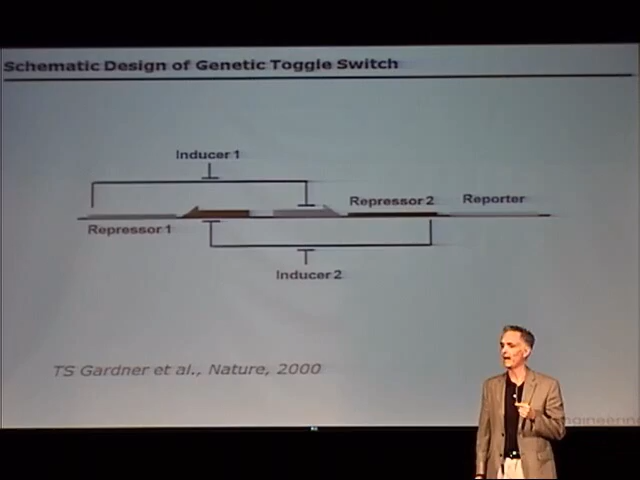 Schematic Design of Genetic Toggle Switch
Inducer 1
Repressor 2
Reporter
Repressor 1
Inducer 2
TS Gardner et al., Nature, 2000